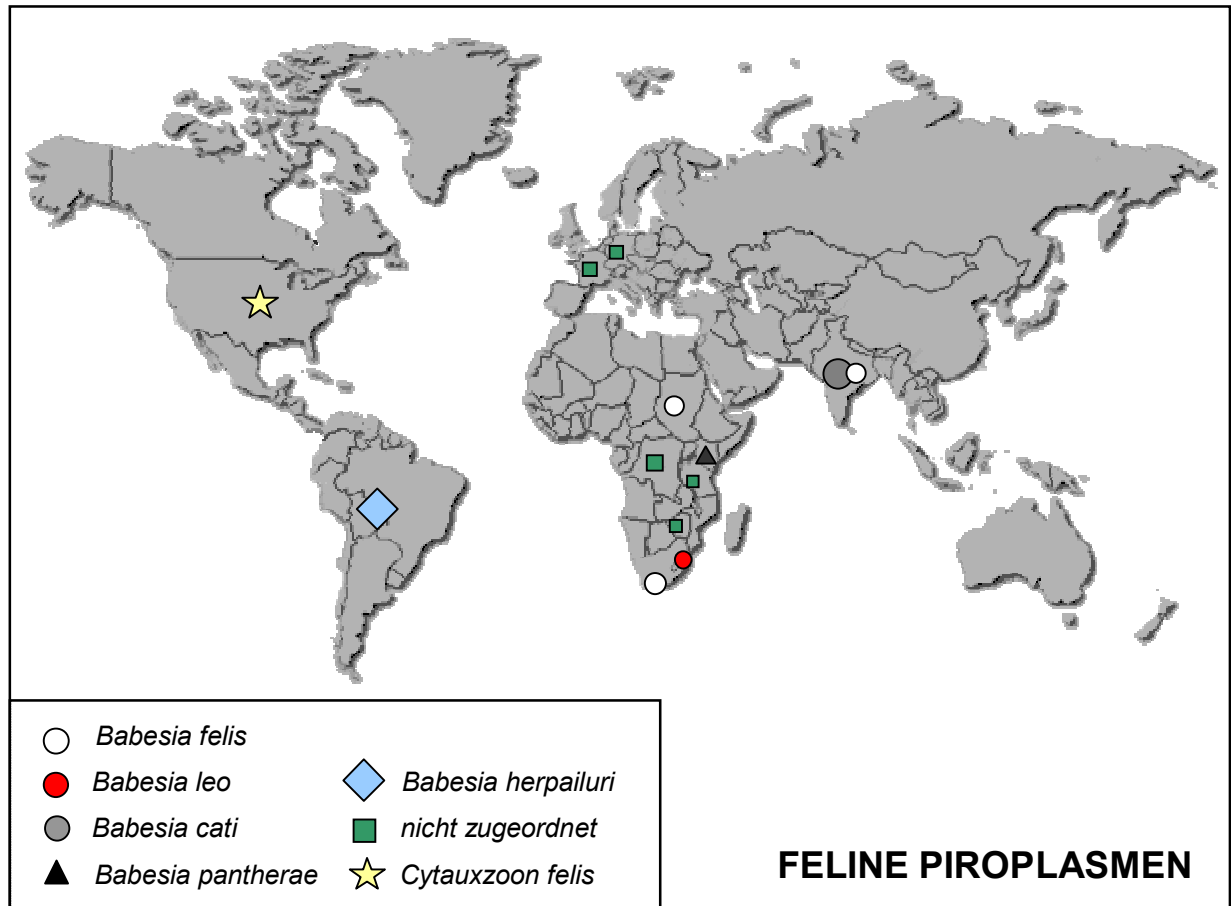 Babesia felis
Babesia leo
Babesia herpailuri
Babesia cati
nicht zugeordnet
Babesia pantherae
Cytauxzoon felis
FELINE PIROPLASMEN